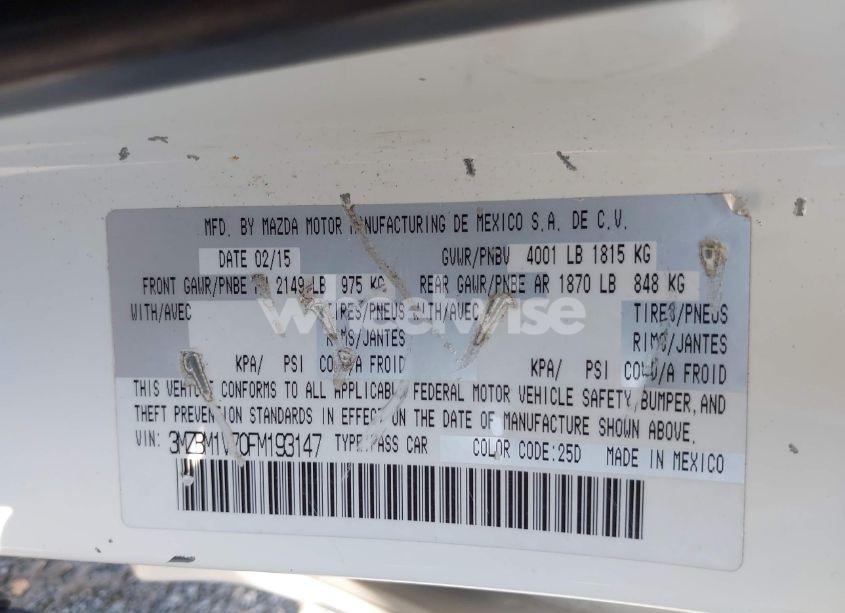 MFD. BY MAZDA MOTOR MANUFACTURING DE MEXICO S.A. DE C.V.
DATE 02/15 GVWR/PNBV 4001 LB 1815 KG
FRONT GAWR/PNBE 2149 LB 975 KG REAR GAWR/PNBE AR 1870 LB 848 KG
WITH/AVEC TIRES/PNEUS WITH/AVEC TIRES/PNEUS
RIMS/JANTES RIMS/JANTES
KPA/ PSI COLD/A FROID KPA/ PSI COLD/A FROID
THIS VEHICLE CONFORMS TO ALL APPLICABLE FEDERAL MOTOR VEHICLE SAFETY, BUMPER, AND
THEFT PREVENTION STANDARDS IN EFFECT ON THE DATE OF MANUFACTURE SHOWN ABOVE.
VIN: TYPE:PASS CAR COLOR CODE:25D MADE IN MEXICO
wheelwise